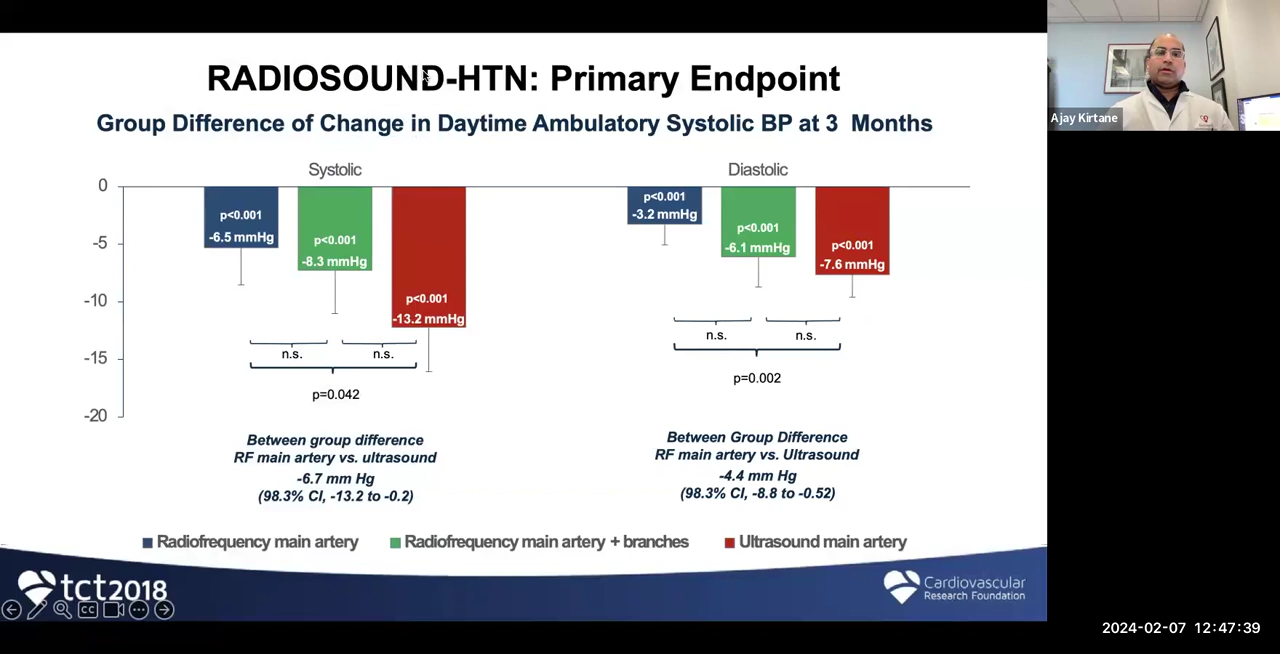 RADIOSOUND-HTN: Primary Endpoint
Group Difference of Change in Daytime Ambulatory Systolic BP at 3 Months
Systolic
Diastolic
0
-5
-10
-15
-20
p<0.001
-6.5 mmHg
p<0.001
-8.3 mmHg
p<0.001
-13.2 mmHg
n.s.
n.s.
p=0.042
p<0.001
-3.2 mmHg
p<0.001
-6.1 mmHg
p<0.001
-7.6 mmHg
n.s.
n.s.
p=0.002
Between group difference
RF main artery vs. ultrasound
-6.7 mm Hg
(98.3% CI, -13.2 to -0.2)
Between Group Difference
RF main artery vs. Ultrasound
-4.4 mm Hg
(98.3% CI, -8.8 to -0.52)
Radiofrequency main artery
Radiofrequency main artery + branches
Ultrasound main artery
tct2018
CC
Cardiovascular
Research Foundation
Ajay Kirtane
2024-02-07 12:47:39